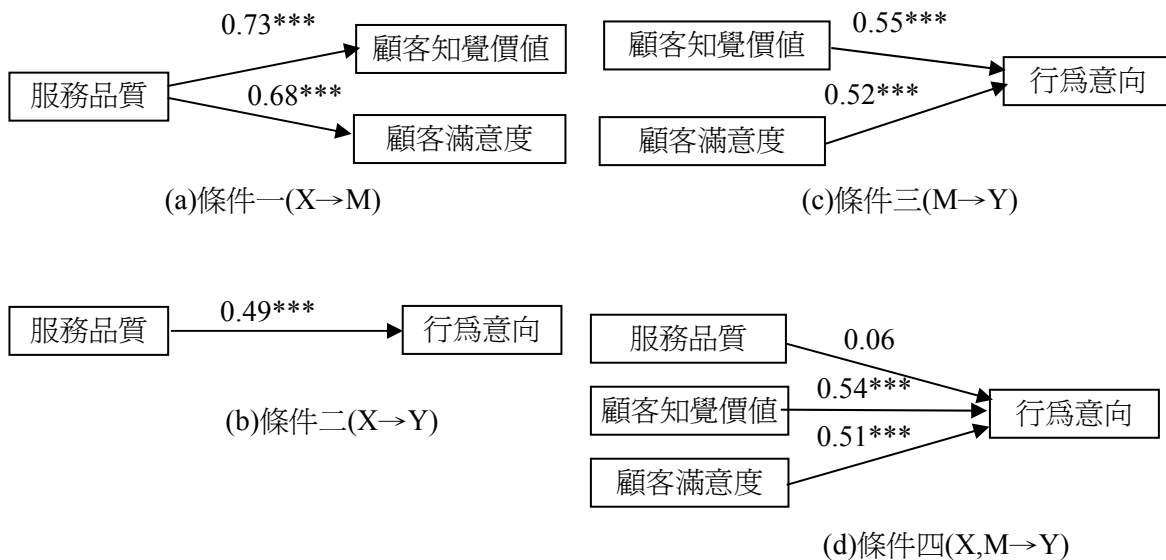 0.73***
顧客知覺價值
服務品質
0.68***
顧客滿意度
(a)條件一(X→M)
0.55***
顧客知覺價值
行爲意向
0.52***
顧客滿意度
(c)條件三(M→Y)
服務品質
0.49***
行爲意向
(b)條件二(X→Y)
服務品質
0.06
顧客知覺價值
0.54***
行爲意向
0.51***
顧客滿意度
(d)條件四(X,M→Y)